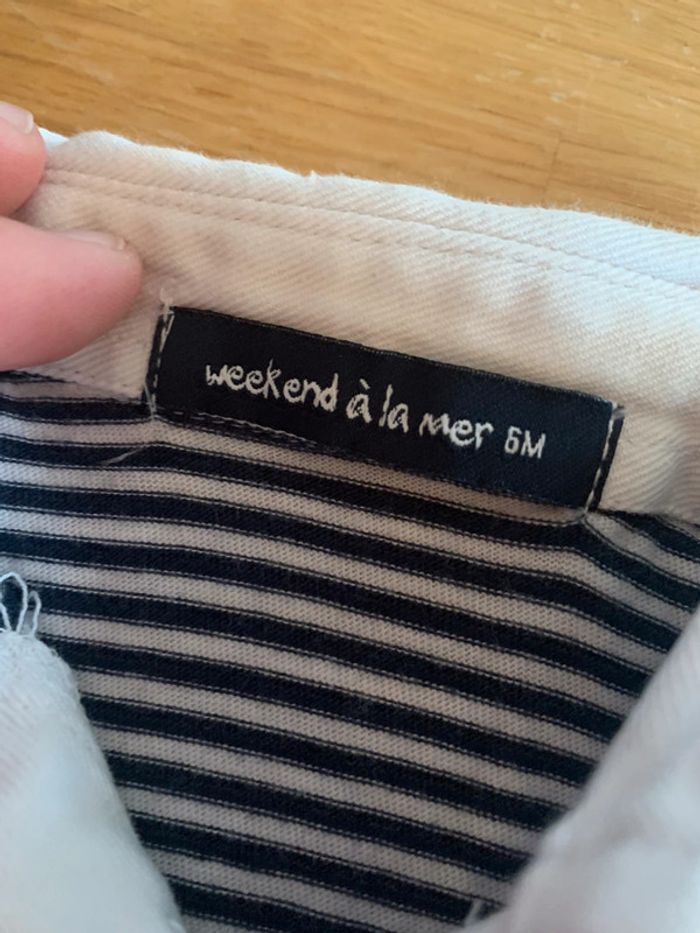 weekend à la mer 6M